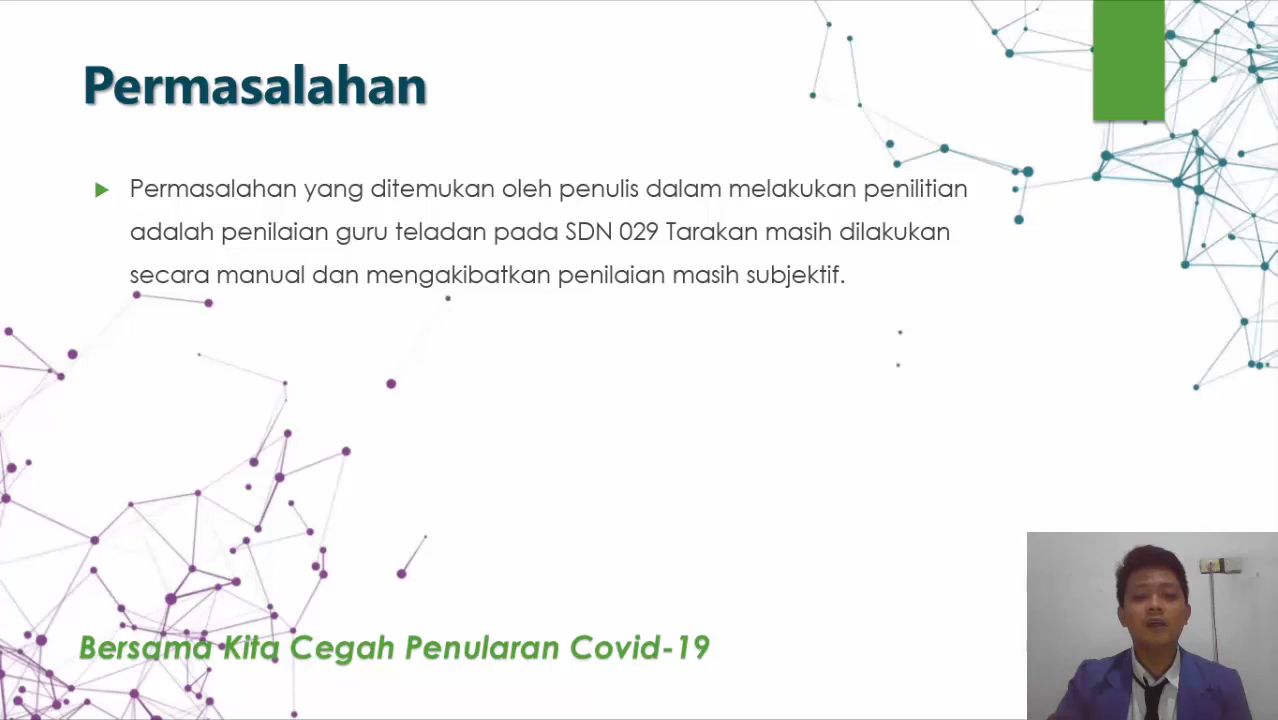 Permasalahan
Permasalahan yang ditemukan oleh penulis dalam melakukan penilitian
adalah penilaian guru teladan pada SDN 029 Tarakan masih dilakukan
secara manual dan mengakibatkan penilaian masih subjektif.
Bersama Kita Cegah Penularan Covid-19